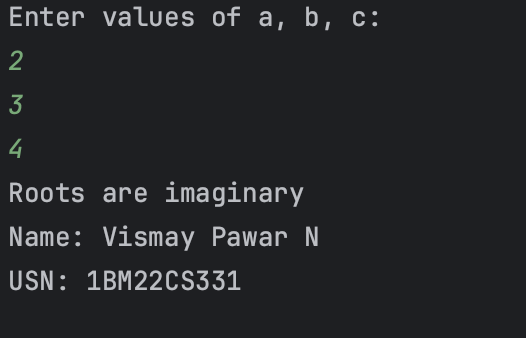 Enter values of a, b, c:
2
3
4
Roots are imaginary
Name: Vismay Pawar N
USN: 1BM22CS331